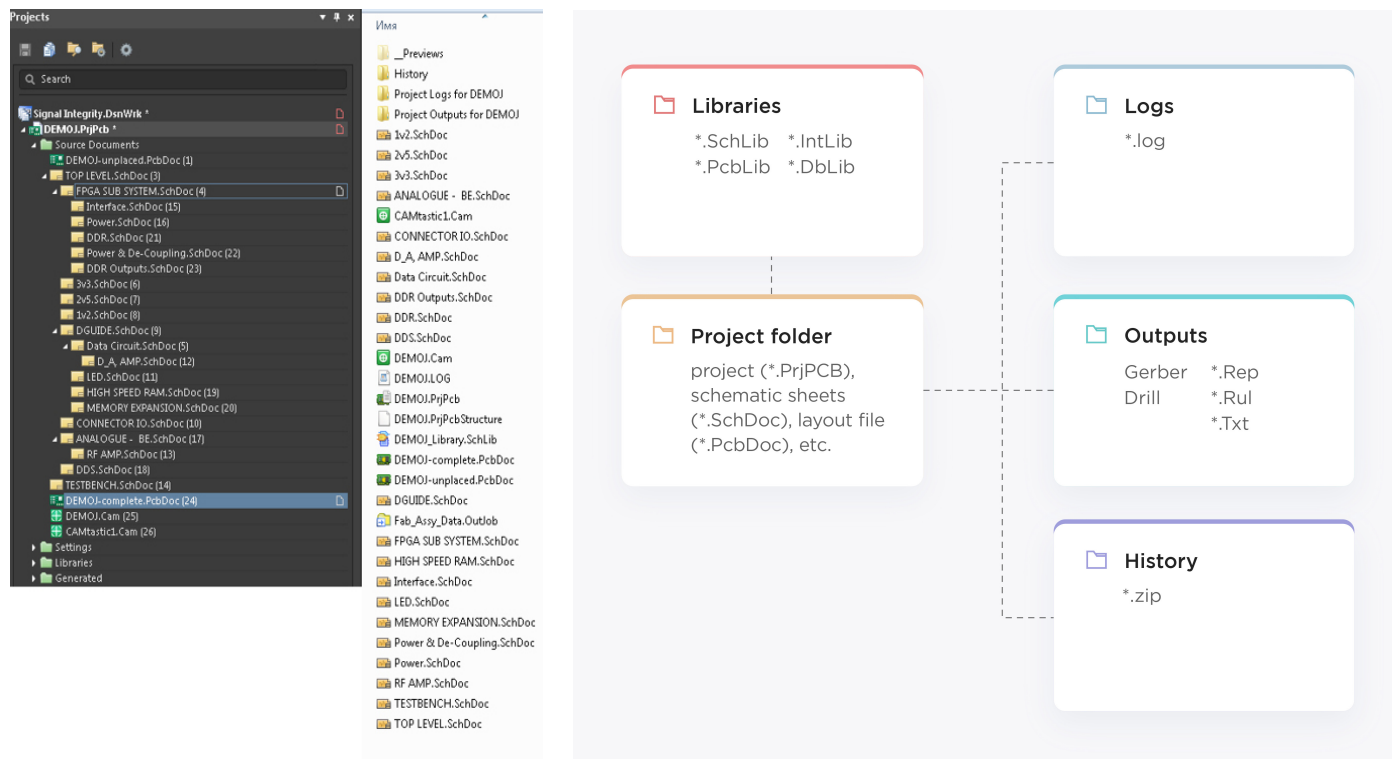 Projects
Search
Signal Integrity.DsnWrk *
DEMOJ.PrjPcb *
Source Documents
DEMOJ-unplaced.PcbDoc (1)
TOP LEVEL.SchDoc (3)
FPGA SUB SYSTEM.SchDoc (4)
Interface.SchDoc (15)
Power.SchDoc (16)
DDR.SchDoc (21)
Power & De-Coupling.SchDoc (22)
DDR Outputs.SchDoc (23)
3v3.SchDoc (6)
2v5.SchDoc (7)
1v2.SchDoc (8)
DGUIDE.SchDoc (9)
Data Circuit.SchDoc (5)
D_A, AMP.SchDoc (12)
LED.SchDoc (11)
HIGH SPEED RAM.SchDoc (19)
MEMORY EXPANSION.SchDoc (20)
CONNECTOR IO.SchDoc (10)
ANALOGUE - BE.SchDoc (17)
RF AMP.SchDoc (13)
DDS.SchDoc (18)
TESTBENCH.SchDoc (14)
DEMOJ-complete.PcbDoc (24)
DEMOJ.Cam (25)
CAMtastic1.Cam (26)
Settings
Libraries
Generated
Имя
__Previews
History
Project Logs for DEMOJ
Project Outputs for DEMOJ
1v2.SchDoc
2v5.SchDoc
3v3.SchDoc
ANALOGUE - BE.SchDoc
CAMtastic1.Cam
CONNECTOR IO.SchDoc
D_A, AMP.SchDoc
Data Circuit.SchDoc
DDR Outputs.SchDoc
DDR.SchDoc
DDS.SchDoc
DEMOJ.Cam
DEMOJ.LOG
DEMOJ.PrjPcb
DEMOJ.PrjPcbStructure
DEMOJ_Library.SchLib
DEMOJ-complete.PcbDoc
DEMOJ-unplaced.PcbDoc
DGUIDE.SchDoc
Fab_Assy_Data.OutJob
FPGA SUB SYSTEM.SchDoc
HIGH SPEED RAM.SchDoc
Interface.SchDoc
LED.SchDoc
MEMORY EXPANSION.SchDoc
Power & De-Coupling.SchDoc
Power.SchDoc
RF AMP.SchDoc
TESTBENCH.SchDoc
TOP LEVEL.SchDoc
Libraries
*.SchLib *.IntLib
*.PcbLib *.DbLib
Project folder
project (*.PrjPCB),
schematic sheets
(*.SchDoc), layout file
(*.PcbDoc), etc.
Logs
*.log
Outputs
Gerber *.Rep
Drill *.Rul
*.Txt
History
*.zip